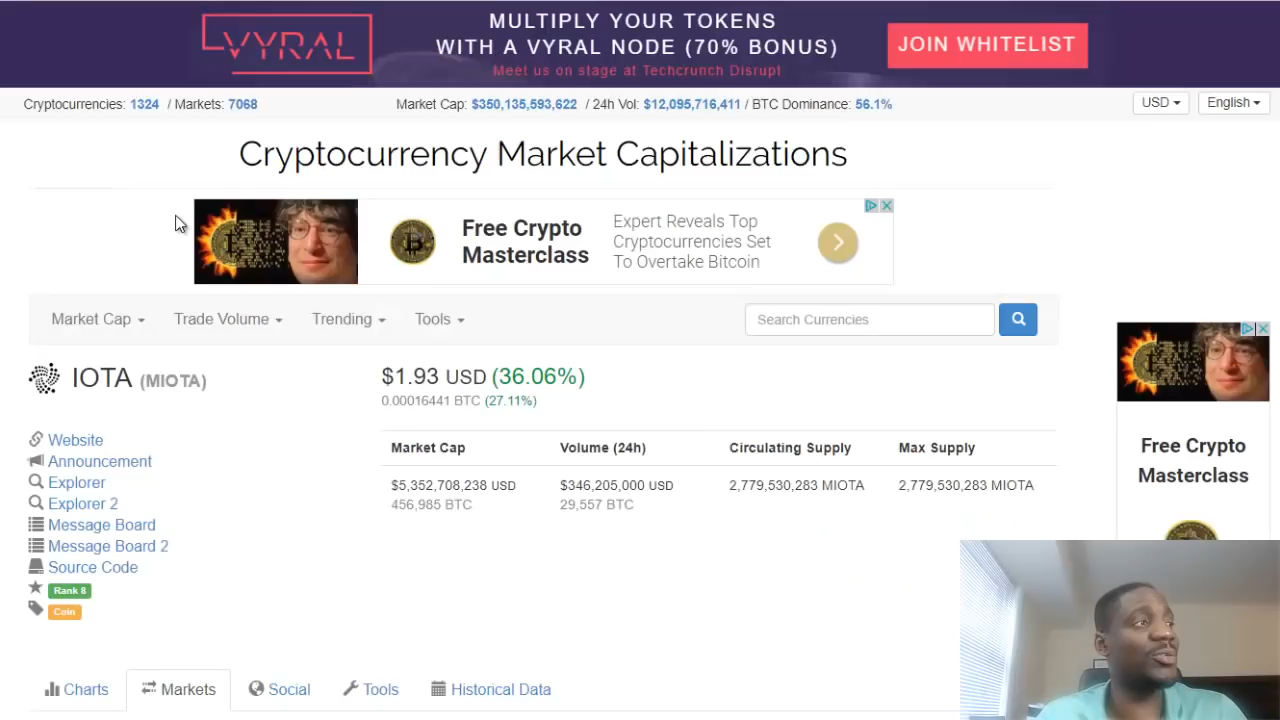 VYRAL
MULTIPLY YOUR TOKENS
WITH A VYRAL NODE (70% BONUS)
Meet us on stage at Techcrunch Disrupt
JOIN WHITELIST
Cryptocurrencies: 1324 / Markets: 7068
Market Cap: $350,135,593,622 / 24h Vol: $12,095,716,411 / BTC Dominance: 56.1%
USD
English
Cryptocurrency Market Capitalizations
Free Crypto
Masterclass
Expert Reveals Top
Cryptocurrencies Set
To Overtake Bitcoin
Market Cap
Trade Volume
Trending
Tools
Search Currencies
IOTA (MIOTA)
$1.93 USD (36.06%)
0.00016441 BTC (27.11%)
Website
Announcement
Explorer
Explorer 2
Message Board
Message Board 2
Source Code
Rank 8
Coin
Market Cap Volume (24h) Circulating Supply Max Supply
$5,352,708,238 USD $346,205,000 USD 2,779,530,283 MIOTA 2,779,530,283 MIOTA
456,985 BTC 29,557 BTC
Free Crypto
Masterclass
Charts Markets Social Tools Historical Data